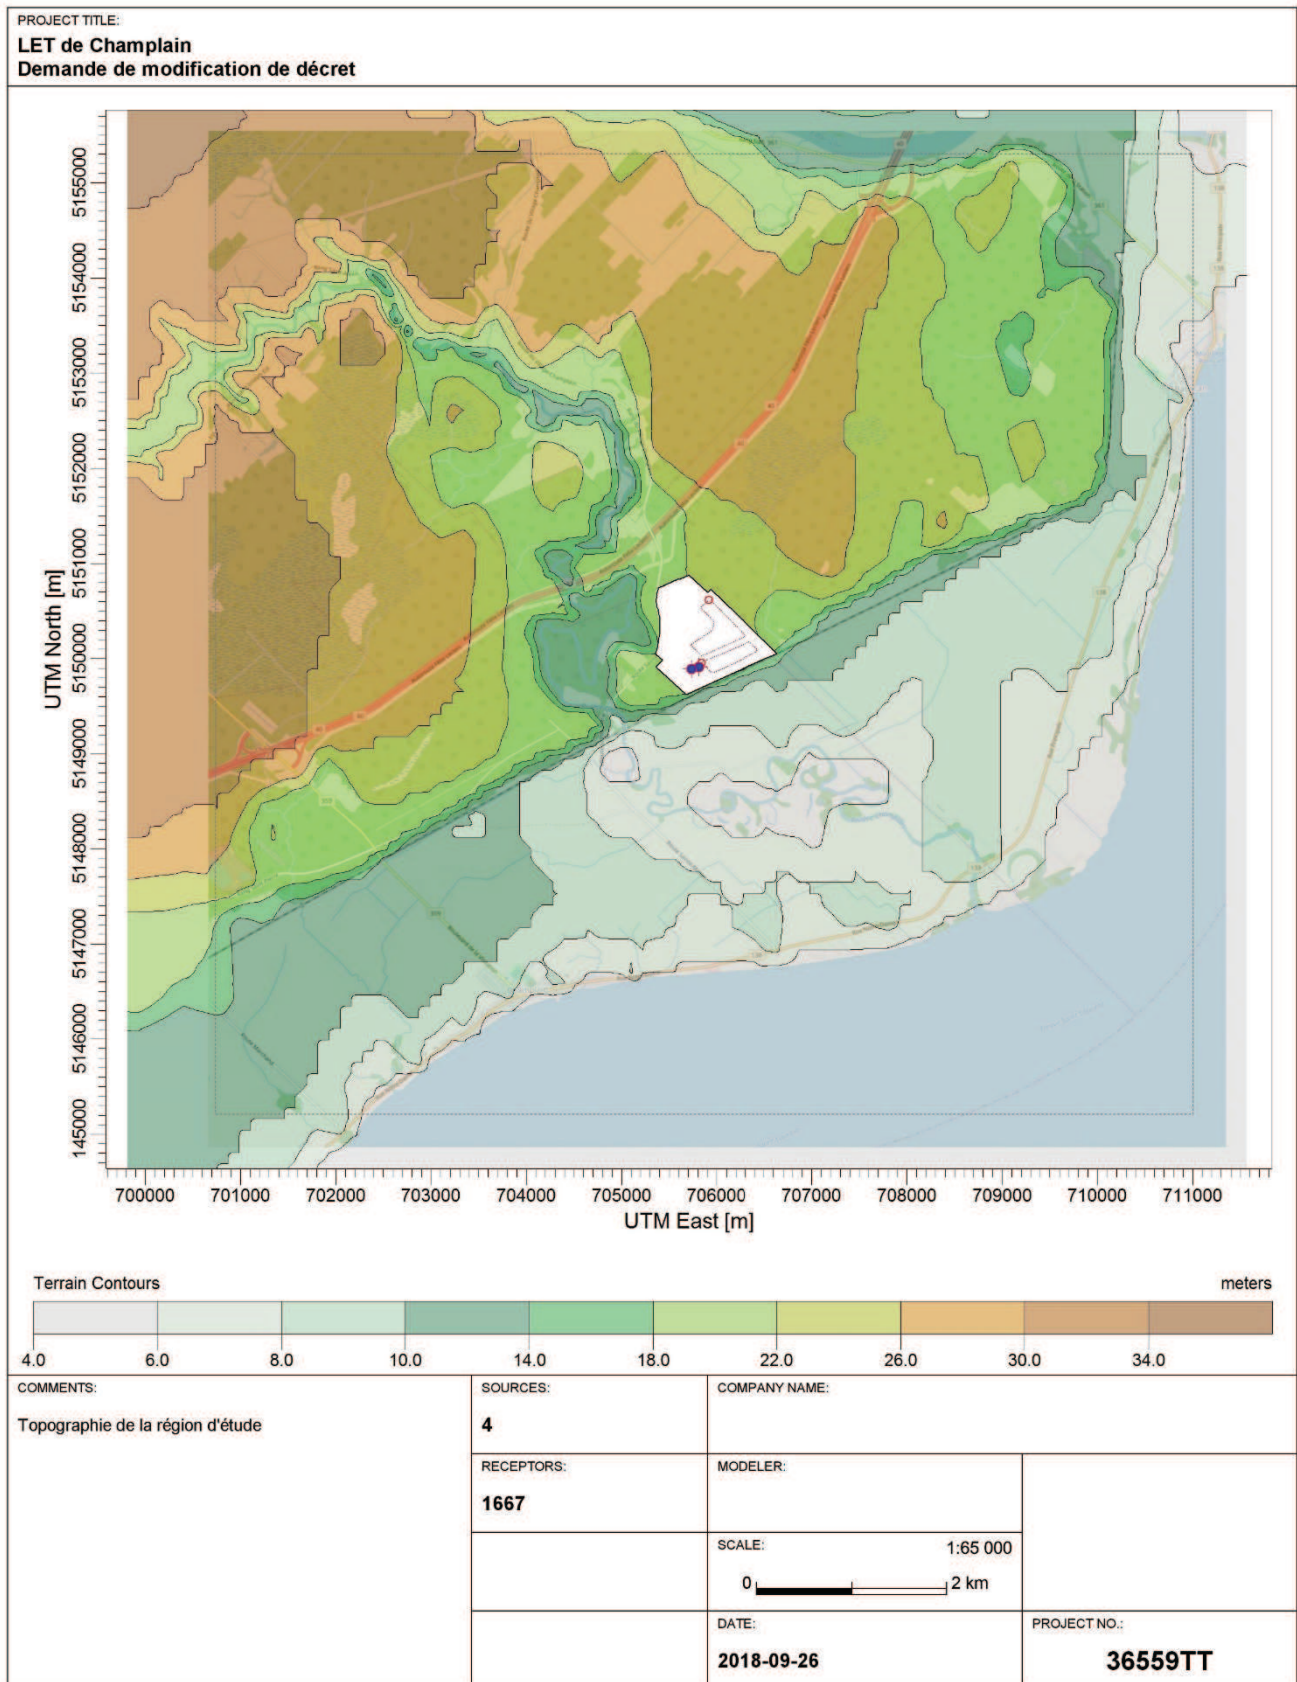 PROJECT TITLE:
LET de Champlain
Demande de modification de décret
UTM North [m]
5155000
5154000
5153000
5152000
5151000
5150000
5149000
5148000
5147000
5146000
145000
700000 701000 702000 703000 704000 705000 706000 707000 708000 709000 710000 711000
UTM East [m]
Terrain Contours meters
4.0 6.0 8.0 10.0 14.0 18.0 22.0 26.0 30.0 34.0
COMMENTS:
Topographie de la région d'étude
SOURCES:
4
COMPANY NAME:
RECEPTORS:
1667
MODELER:
SCALE: 1:65 000
0 2 km
DATE:
2018-09-26
PROJECT NO.:
36559TT